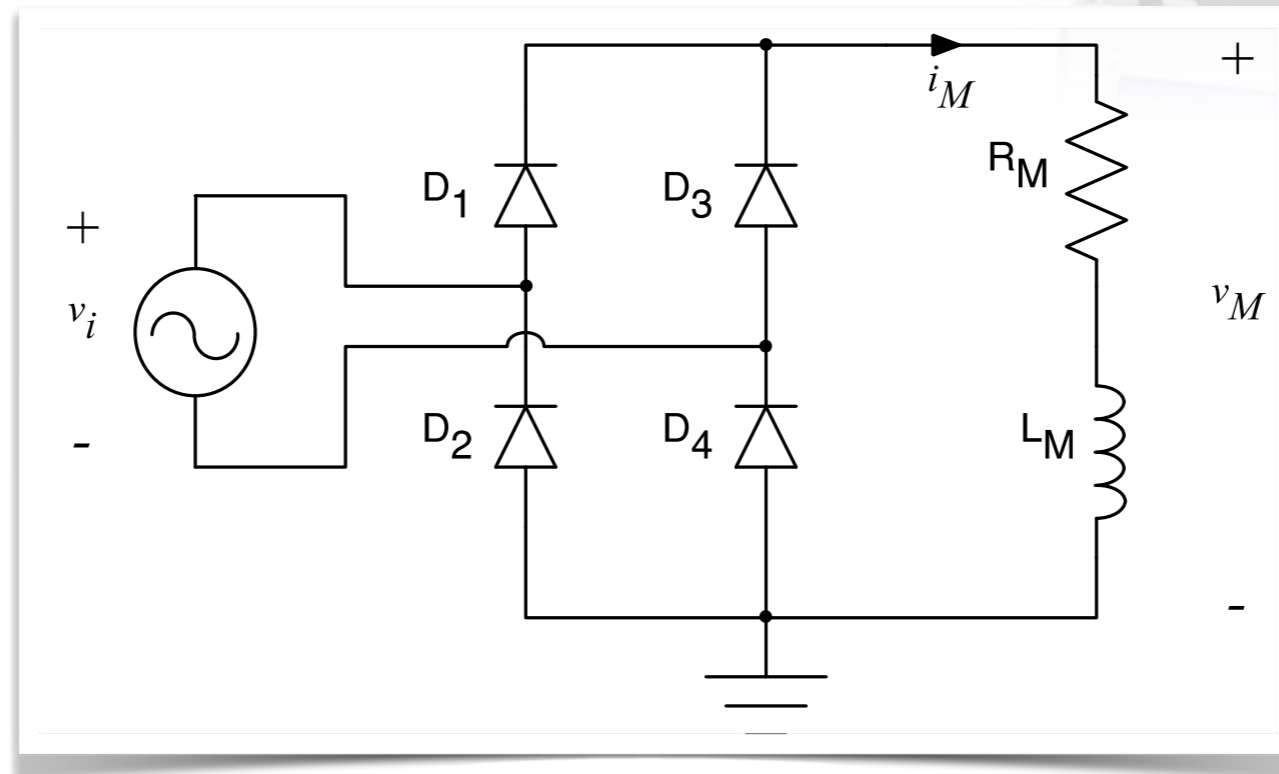 +
i_M
+
R_M
D_1
D_3
v_i
v_M
D_2
D_4
L_M
-
-